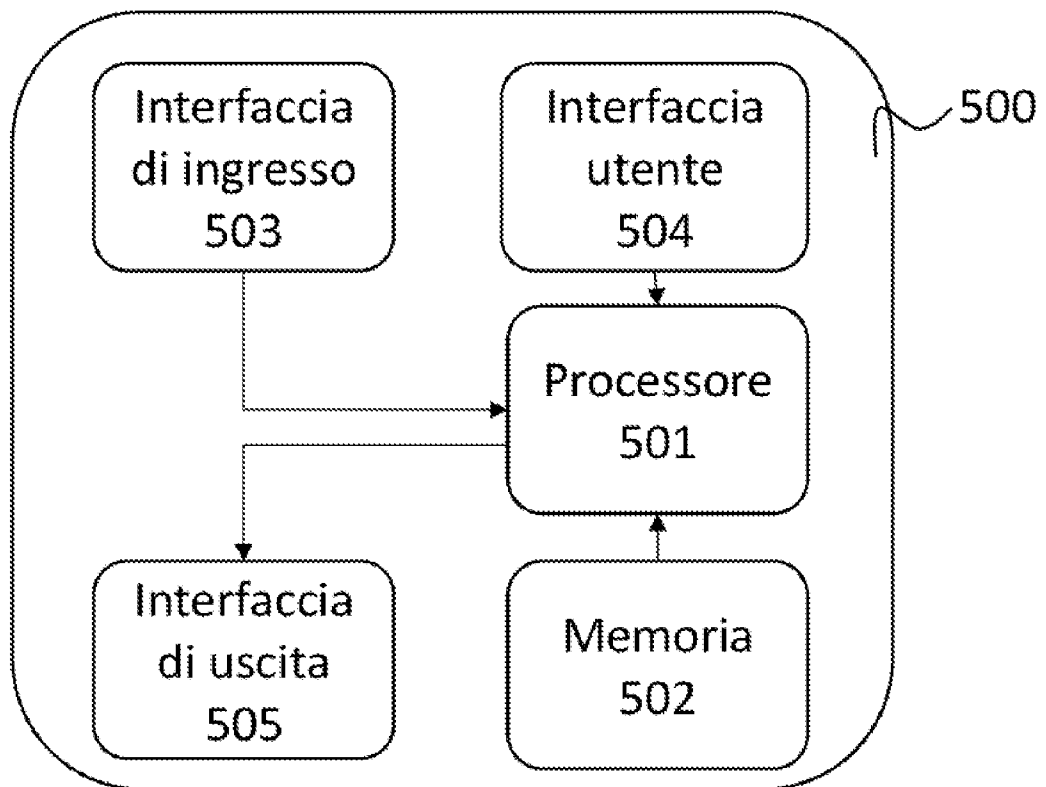 Interfaccia
di ingresso
503
Interfaccia
utente
504
500
Processore
501
Interfaccia
di uscita
505
Memoria
502